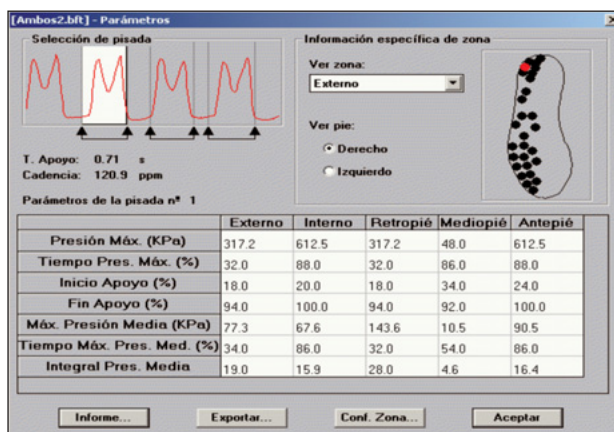 [Ambos2.bft] - Parámetros
Selección de pisada
Información específica de zona
Ver zona:
Externo
Ver pie:
Derecho
Izquierdo
T. Apoyo: 0.71 s
Cadencia: 120.9 ppm
Parámetros de la pisada nº 1
Externo Interno Retropié Mediopié Antepié
Presión Máx. (KPa) 317.2 612.5 317.2 48.0 612.5
Tiempo Pres. Máx. (%) 32.0 88.0 32.0 86.0 88.0
Inicio Apoyo (%) 18.0 20.0 18.0 34.0 24.0
Fin Apoyo (%) 94.0 100.0 94.0 92.0 100.0
Máx. Presión Media (KPa) 77.3 67.6 143.6 10.5 90.5
Tiempo Máx. Pres. Med. (%) 34.0 86.0 32.0 54.0 86.0
Integral Pres. Media 19.0 15.9 28.0 4.6 16.4
Informe... Exportar... Conf. Zona... Aceptar